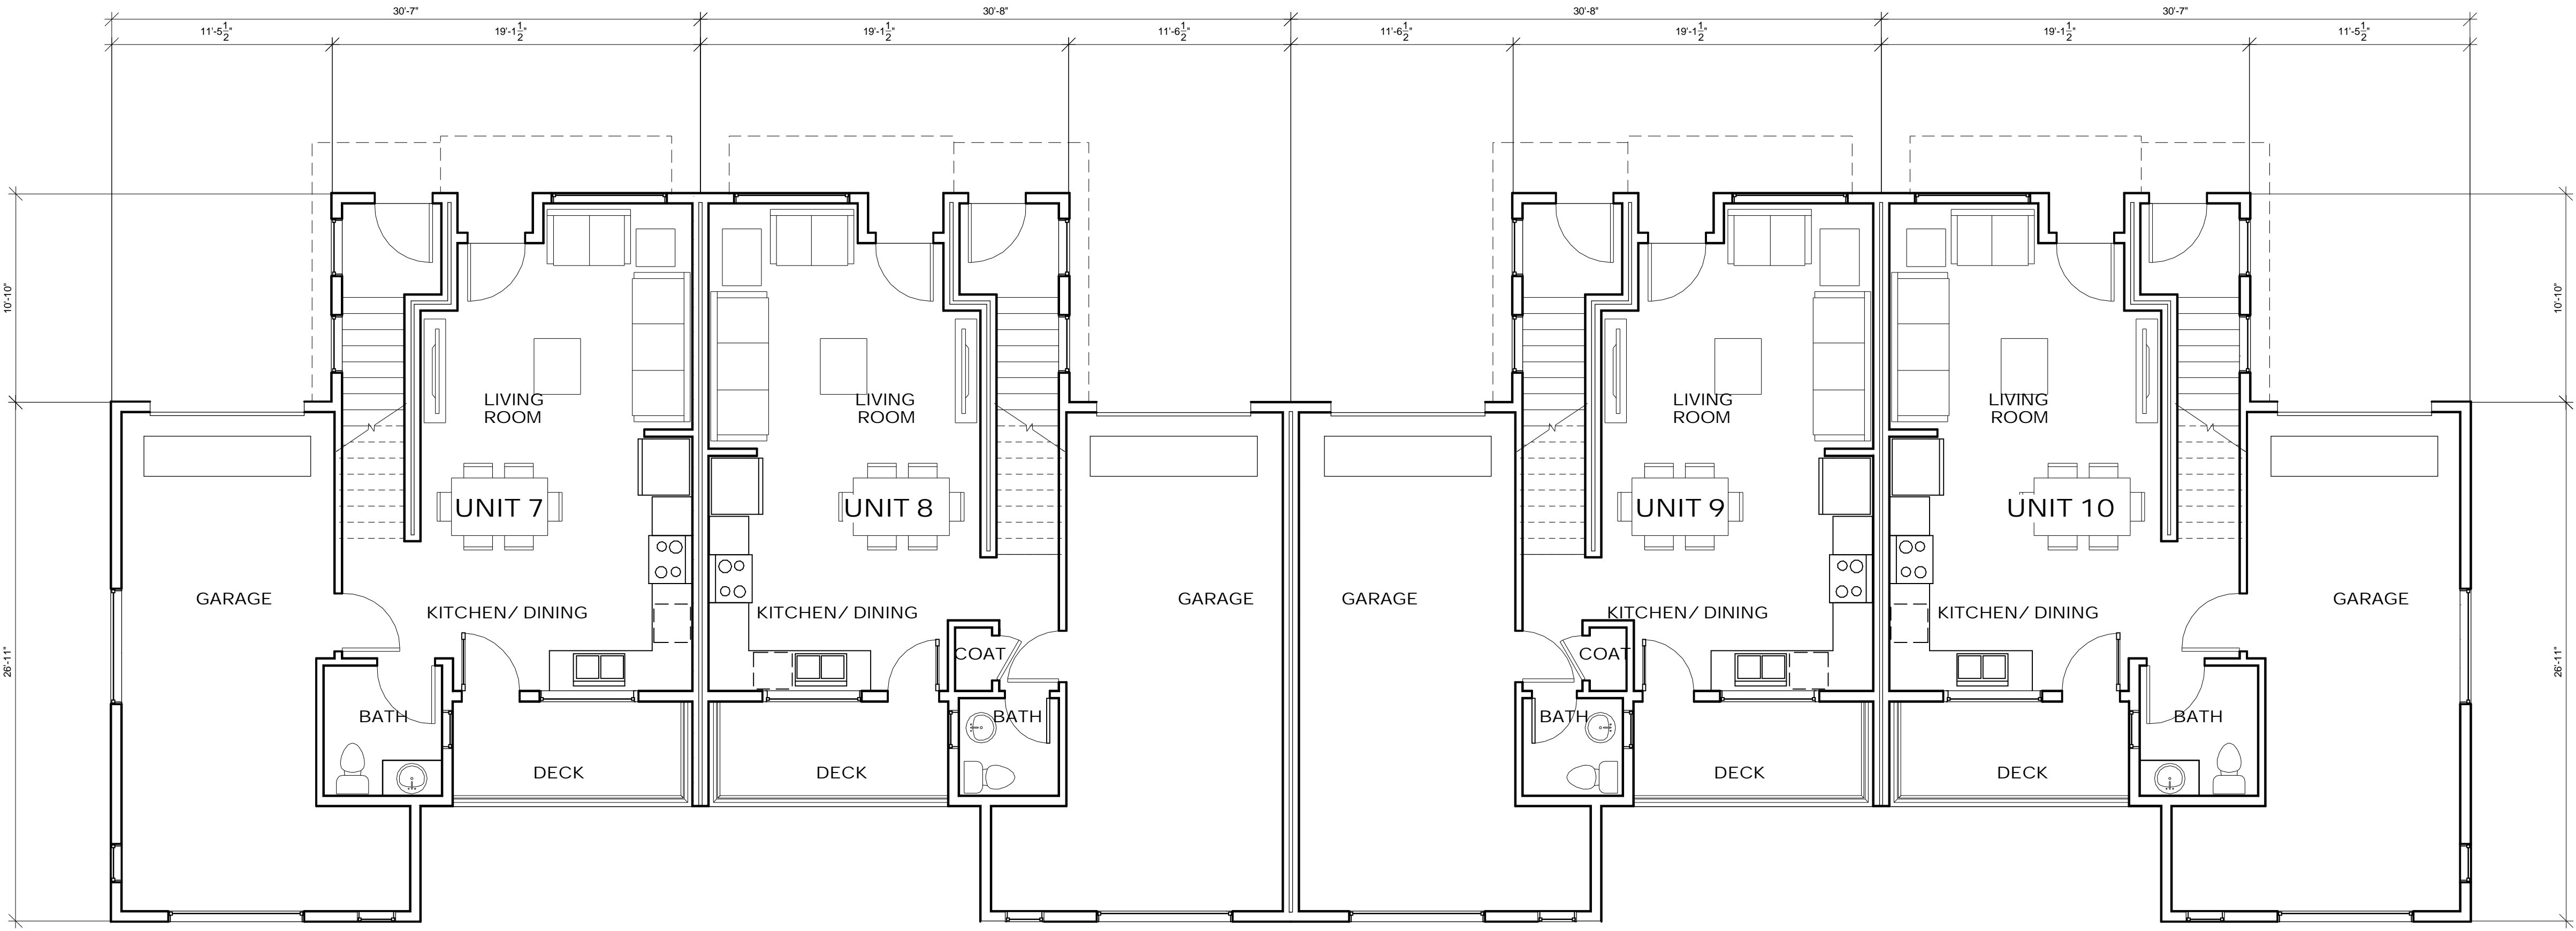 30'-7" 30'-8" 30'-8" 30'-7"
11'-5 1/2" 19'-1 1/2" 19'-1 1/2" 11'-6 1/2" 11'-6 1/2" 19'-1 1/2" 19'-1 1/2" 11'-5 1/2"
10'-10" 10'-10"
LIVING LIVING LIVING LIVING
ROOM ROOM ROOM ROOM
UNIT 7 UNIT 8 UNIT 9 UNIT 10
GARAGE GARAGE GARAGE GARAGE
KITCHEN/ DINING KITCHEN/ DINING KITCHEN/ DINING KITCHEN/ DINING
26'-11" COAT COAT 26'-11"
BATH BATH BATH BATH
DECK DECK DECK DECK